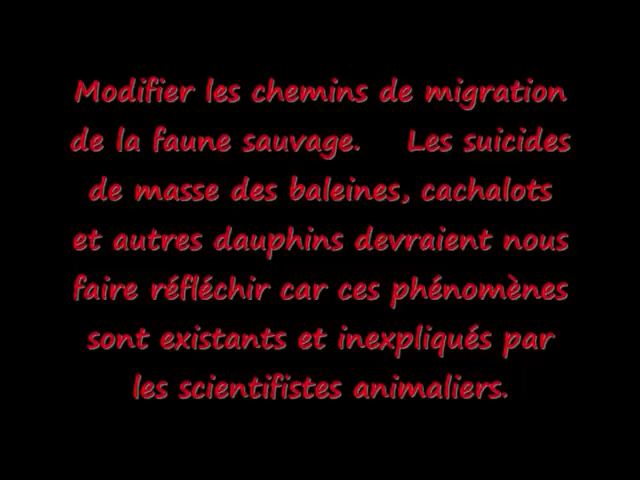 Modifier les chemins de migration
de la faune sauvage. Les suicides
de masse des baleines, cachalots
et autres dauphins devraient nous
faire réfléchir car ces phénomènes
sont existants et inexpliqués par
les scientifistes animaliers.